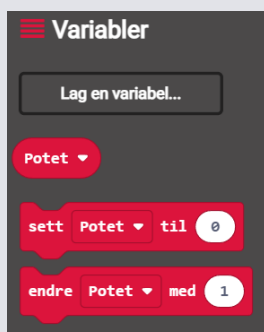 Variabler
Lag en variabel...
Potet
sett Potet til 0
endre Potet med 1